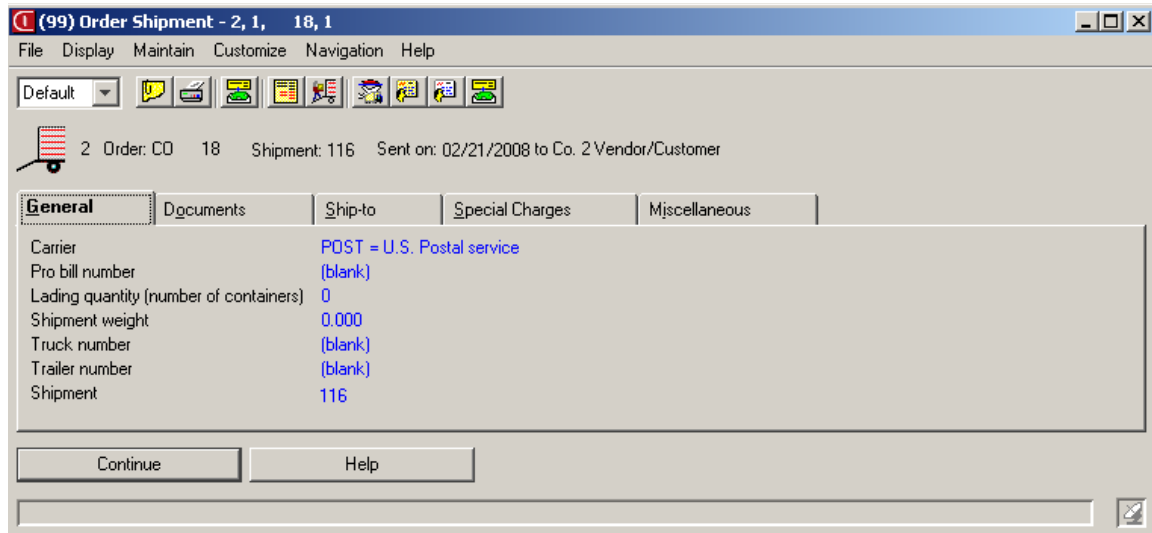 (99) Order Shipment - 2, 1, 18, 1
File Display Maintain Customize Navigation Help
Default
2 Order: CO 18 Shipment: 116 Sent on: 02/21/2008 to Co. 2 Vendor/Customer
General Documents Ship-to Special Charges Miscellaneous
Carrier POST = U.S. Postal service
Pro bill number (blank)
Lading quantity (number of containers) 0
Shipment weight 0.000
Truck number (blank)
Trailer number (blank)
Shipment 116
Continue Help